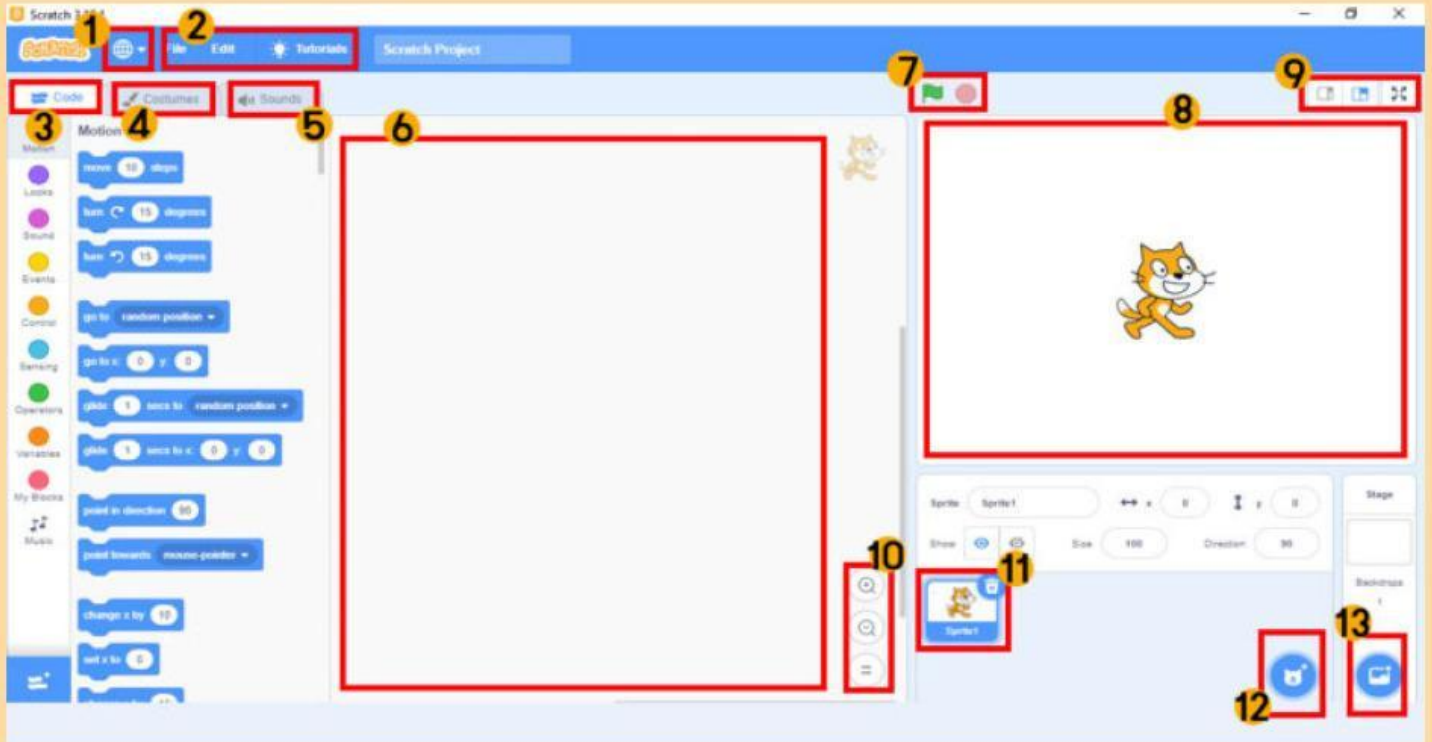 Scratch
1
2
File Edit Tutorials Scratch Project
7
9
Code Costumes Sounds
3
4
5
6
8
Motion
Motion
Looks
Sound
Events
Control
Sensing
Operators
Variables
My Blocks
Music
move 10 steps
turn 15 degrees
turn 15 degrees
go to random position
go to x: 0 y: 0
glide 1 secs to random position
glide 1 secs to x: 0 y: 0
point in direction 90
point towards mouse-pointer
change x by 10
set x to 0
10
Sprite Sprite1 x 0 y 0
Show Size 100 Direction 90
11
Sprite1
12
Stage
Backdrops
1
13